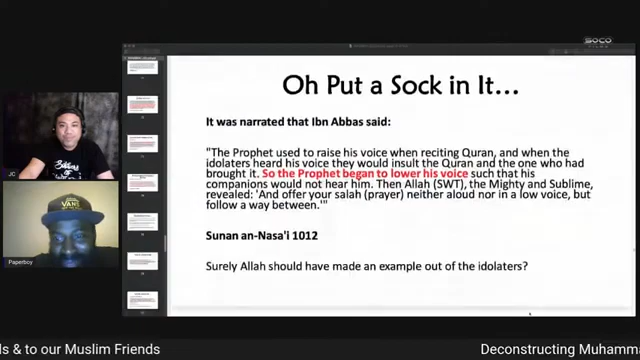 SOCO
FILMS
Oh Put a Sock in It...
It was narrated that Ibn Abbas said:
"The Prophet used to raise his voice when reciting Quran, and when the
idolaters heard his voice they would insult the Quran and the one who had
brought it. So the Prophet began to lower his voice such that his
companions would not hear him. Then Allah (SWT), the Mighty and Sublime,
revealed: 'And offer your salah (prayer) neither aloud nor in a low voice, but
follow a way between.'"
Sunan an-Nasa'i 1012
Surely Allah should have made an example out of the idolaters?
JC
VANS
Paperboy
ls & to our Muslim Friends
Deconstructing Muhamm